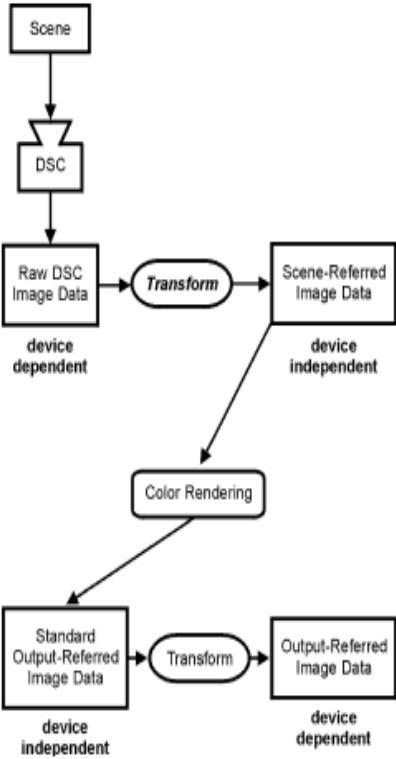 Scene
DSC
Raw DSC
Image Data
Transform
Scene-Referred
Image Data
device
dependent
device
independent
Color Rendering
Standard
Output-Referred
Image Data
Transform
Output-Referred
Image Data
device
independent
device
dependent